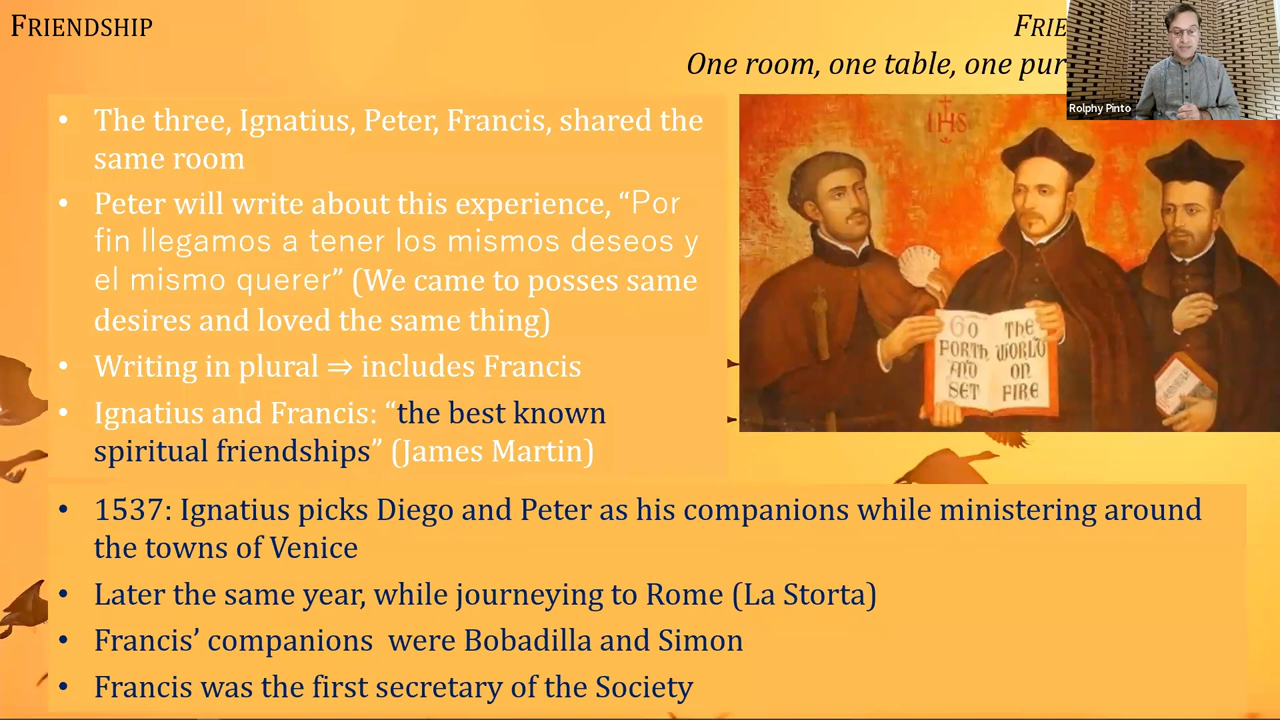 FRIENDSHIP
FRIE
One room, one table, one pur
Rolphy Pinto
• The three, Ignatius, Peter, Francis, shared the
same room
• Peter will write about this experience, “Por
fin llegamos a tener los mismos deseos y
el mismo querer” (We came to posses same
desires and loved the same thing)
• Writing in plural ⇒ includes Francis
• Ignatius and Francis: “the best known
spiritual friendships” (James Martin)
IHS
GO THE
FORTH WORLD
AND ON
SET FIRE
• 1537: Ignatius picks Diego and Peter as his companions while ministering around
the towns of Venice
• Later the same year, while journeying to Rome (La Storta)
• Francis’ companions were Bobadilla and Simon
• Francis was the first secretary of the Society